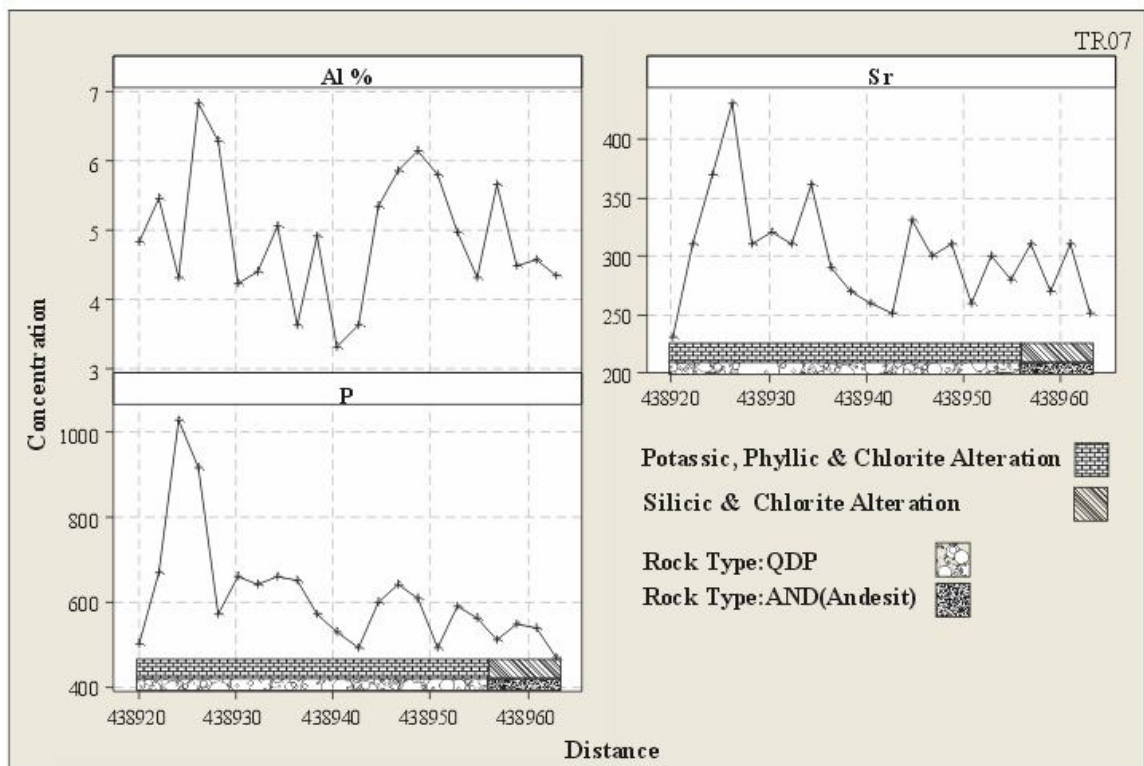 TR07
Al %
7
6
5
4
3
Sr
400
350
300
250
200
438920 438930 438940 438950 438960
P
1000
800
600
400
438920 438930 438940 438950 438960
Concentration
Distance
Potassic, Phyllic & Chlorite Alteration
Silicic & Chlorite Alteration
Rock Type:QDP
Rock Type:AND(Andesit)